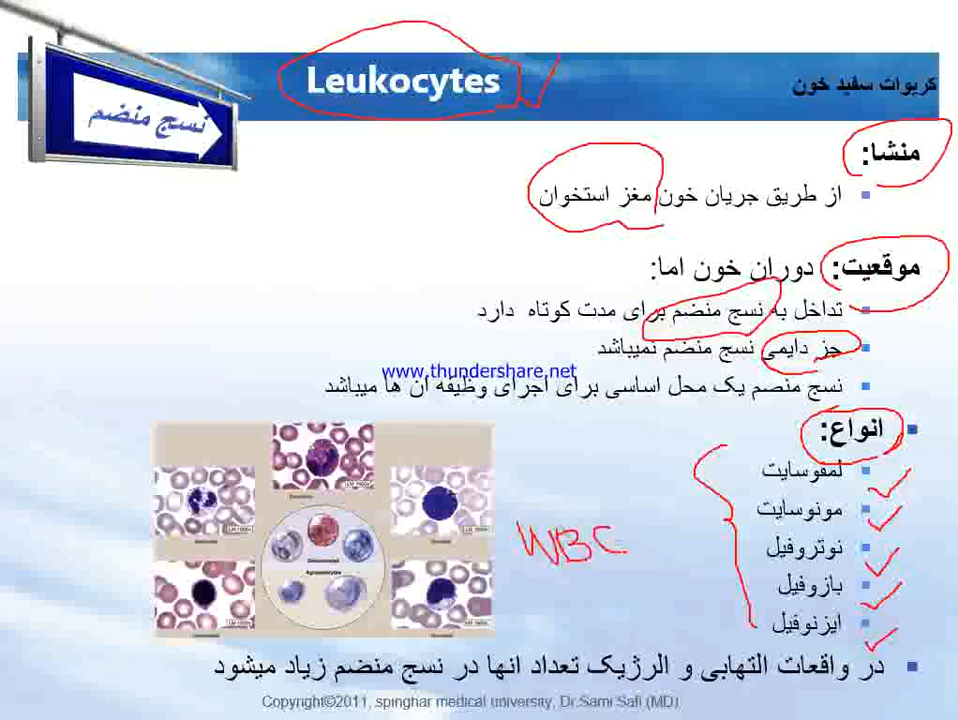 Leukocytes
کریوات سفید خون
نسج منضم
منشا:
از طریق جریان خون مغز استخوان
موقعیت: دوران خون اما:
تداخل به نسج منضم برای مدت کوتاه دارد
جز دایمی نسج منضم نمیباشد
www.thundershare.net
نسج منضم یک محل اساسی برای اجرای وظیفه ان ها میباشد
انواع:
لمفوسایت
مونوسایت
نوتروفیل
بازوفیل
ایزنوفیل
WBC
در واقعات التهابی و الرژیک تعداد انها در نسج منضم زیاد میشود
Copyright©2011, spinghar medical university, Dr.Sami Safi (MD)